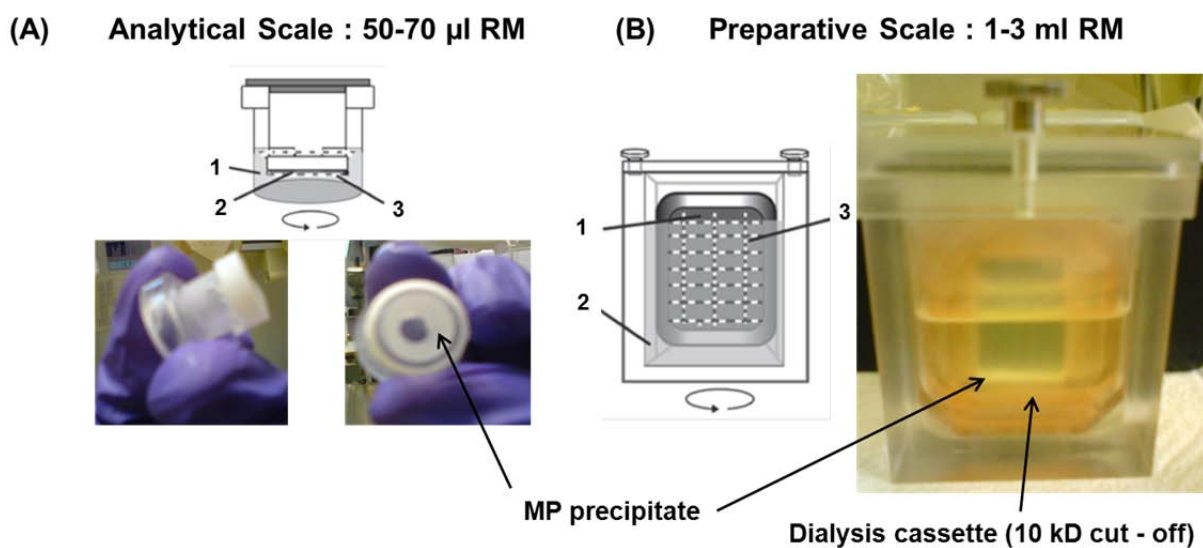 (A) Analytical Scale : 50-70 µl RM
(B) Preparative Scale : 1-3 ml RM
1
2
3
1
2
3
MP precipitate
Dialysis cassette (10 kD cut - off)